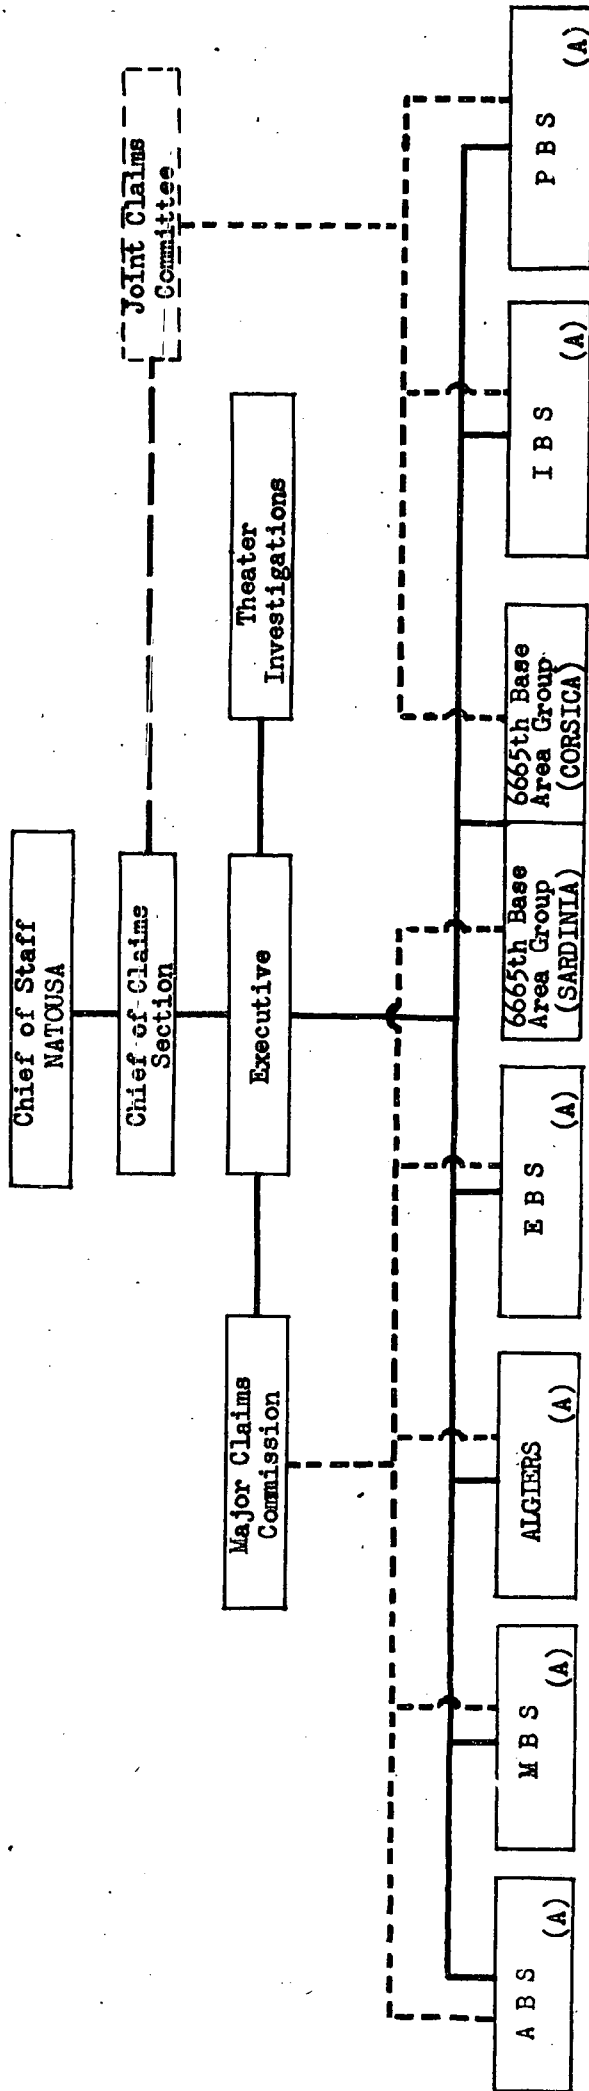 Chief of Staff
NATOUSA
Chief of Claims
Section
Joint Claims
Committee
Major Claims
Commission
Executive
Theater
Investigations
A B S
(A)
M B S
(A)
ALGIERS
(A)
E B S
(A)
6665th Base
Area Group
(SARDINIA)
6665th Base
Area Group
(CORSICA)
I B S
(A)
P B S
(A)